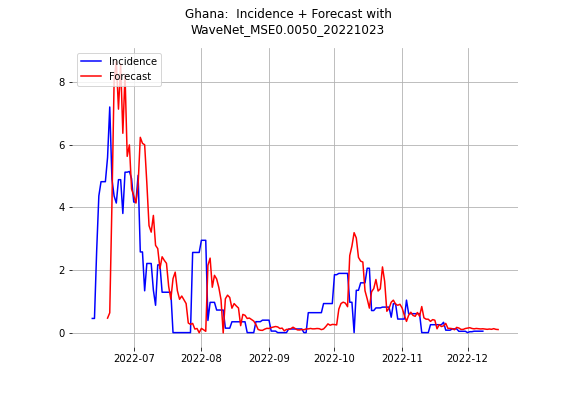 Ghana:  Incidence + Forecast with
WaveNet_MSE0.0050_20221023
Incidence
Forecast
8
6
4
2
0
2022-07
2022-08
2022-09
2022-10
2022-11
2022-12